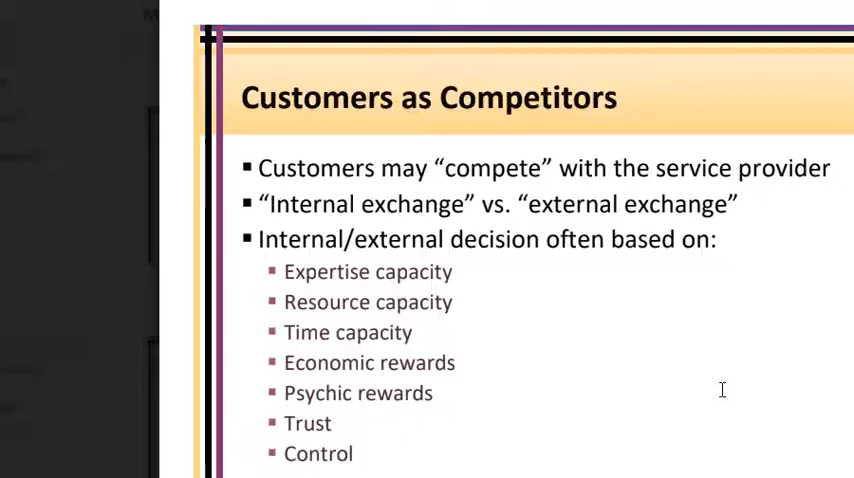 Customers as Competitors
Customers may “compete” with the service provider
“Internal exchange” vs. “external exchange”
Internal/external decision often based on:
Expertise capacity
Resource capacity
Time capacity
Economic rewards
Psychic rewards
Trust
Control